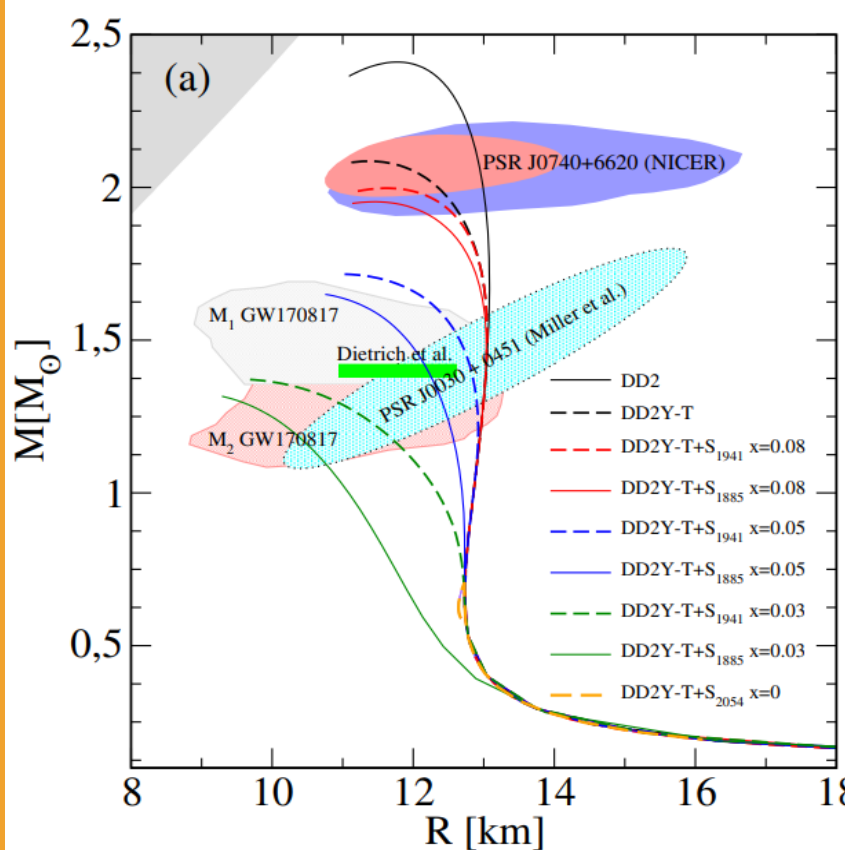 2,5
(a)
PSR J0740+6620 (NICER)
2
M₁ GW170817
1,5
Dietrich et al.
PSR J0030 + 0451 (Miller et al.)
M[M⊙]
M₂ GW170817
1
0,5
DD2
DD2Y-T
DD2Y-T+S₁₉₄₁ x=0.08
DD2Y-T+S₁₈₈₅ x=0.08
DD2Y-T+S₁₉₄₁ x=0.05
DD2Y-T+S₁₈₈₅ x=0.05
DD2Y-T+S₁₉₄₁ x=0.03
DD2Y-T+S₁₈₈₅ x=0.03
DD2Y-T+S₂₀₅₄ x=0
8 10 12 14 16 18
R [km]